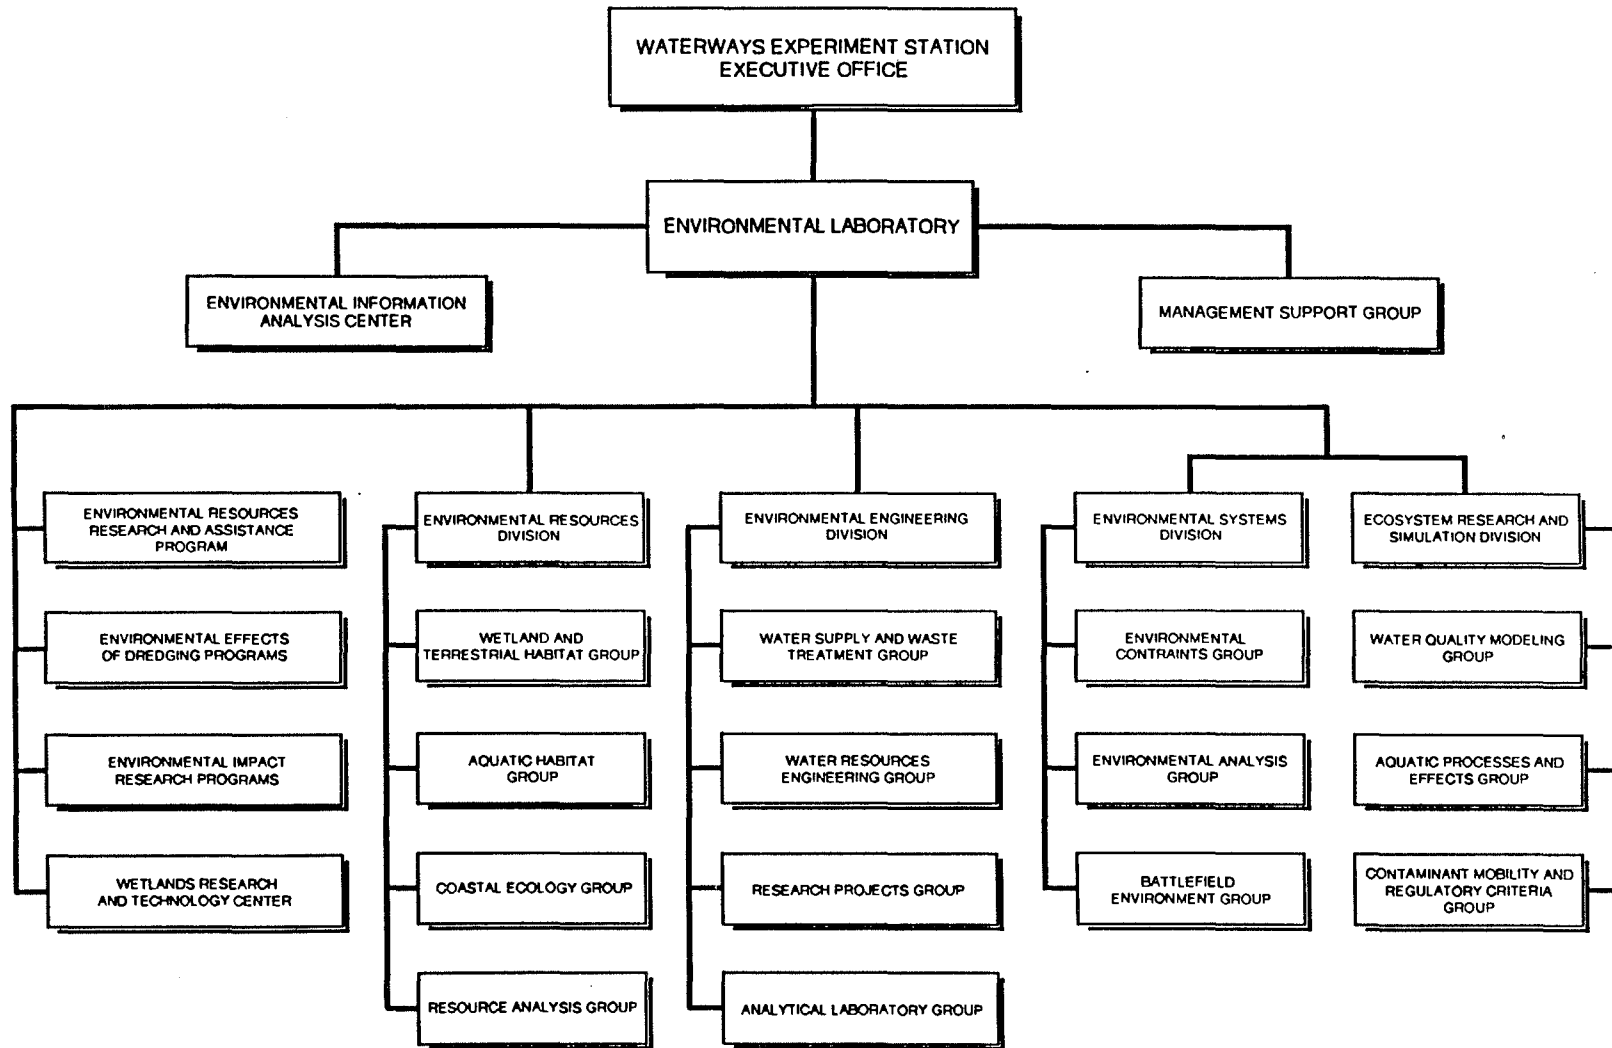 WATERWAYS EXPERIMENT STATION
EXECUTIVE OFFICE
ENVIRONMENTAL LABORATORY
ENVIRONMENTAL INFORMATION
ANALYSIS CENTER
MANAGEMENT SUPPORT GROUP
ENVIRONMENTAL RESOURCES
RESEARCH AND ASSISTANCE
PROGRAM
ENVIRONMENTAL EFFECTS
OF DREDGING PROGRAMS
ENVIRONMENTAL IMPACT
RESEARCH PROGRAMS
WETLANDS RESEARCH
AND TECHNOLOGY CENTER
ENVIRONMENTAL RESOURCES
DIVISION
WETLAND AND
TERRESTRIAL HABITAT GROUP
AQUATIC HABITAT
GROUP
COASTAL ECOLOGY GROUP
RESOURCE ANALYSIS GROUP
ENVIRONMENTAL ENGINEERING
DIVISION
WATER SUPPLY AND WASTE
TREATMENT GROUP
WATER RESOURCES
ENGINEERING GROUP
RESEARCH PROJECTS GROUP
ANALYTICAL LABORATORY GROUP
ENVIRONMENTAL SYSTEMS
DIVISION
ENVIRONMENTAL
CONTRAINTS GROUP
ENVIRONMENTAL ANALYSIS
GROUP
BATTLEFIELD
ENVIRONMENT GROUP
ECOSYSTEM RESEARCH AND
SIMULATION DIVISION
WATER QUALITY MODELING
GROUP
AQUATIC PROCESSES AND
EFFECTS GROUP
CONTAMINANT MOBILITY AND
REGULATORY CRITERIA
GROUP